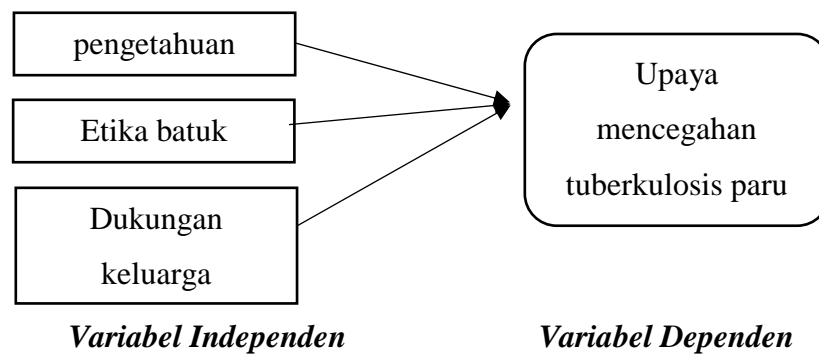 pengetahuan
Etika batuk
Dukungan
keluarga
Upaya
mencegahan
tuberkulosis paru
Variabel Independen
Variabel Dependen